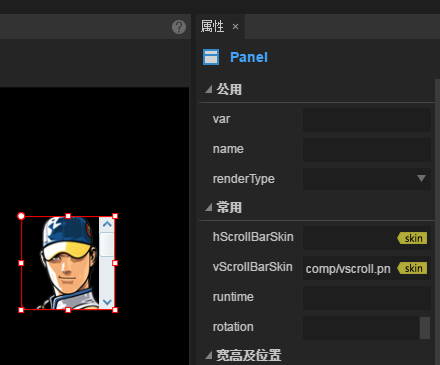 属性 ×
Panel
公用
var
name
renderType
常用
hScrollBarSkin skin
vScrollBarSkin comp/vscroll.pn skin
runtime
rotation
宽高及位置